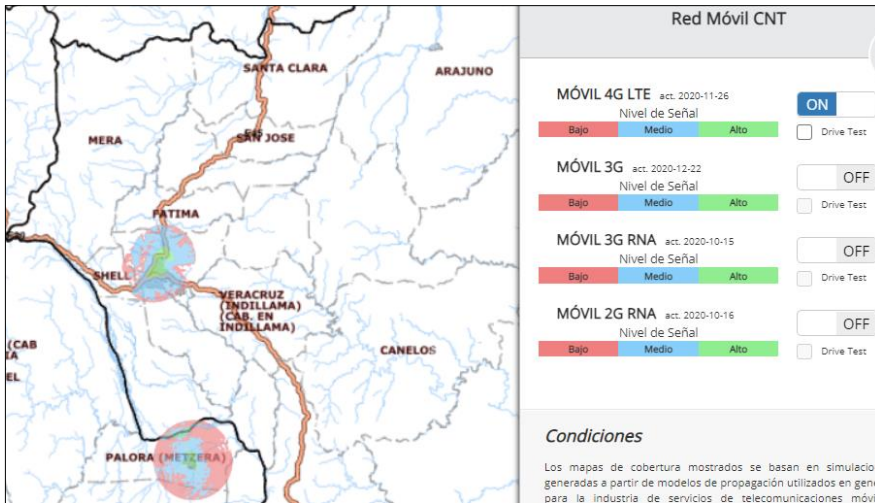 SANTA CLARA
ARAJUNO
MERA
SAN JOSE
FATIMA
SHELL
VERACRUZ
(INDILLAMA)
(CAB. EN
INDILLAMA)
(CAB
IA
EL
CANELOS
PALORA (METZERA)
Red Móvil CNT
MÓVIL 4G LTE act. 2020-11-26
ON
Nivel de Señal
Bajo Medio Alto
Drive Test
MÓVIL 3G act. 2020-12-22
OFF
Nivel de Señal
Bajo Medio Alto
Drive Test
MÓVIL 3G RNA act. 2020-10-15
OFF
Nivel de Señal
Bajo Medio Alto
Drive Test
MÓVIL 2G RNA act. 2020-10-16
OFF
Nivel de Señal
Bajo Medio Alto
Drive Test
Condiciones
Los mapas de cobertura mostrados se basan en simulacio
generadas a partir de modelos de propagación utilizados en gene
para la industria de servicios de telecomunicaciones móv